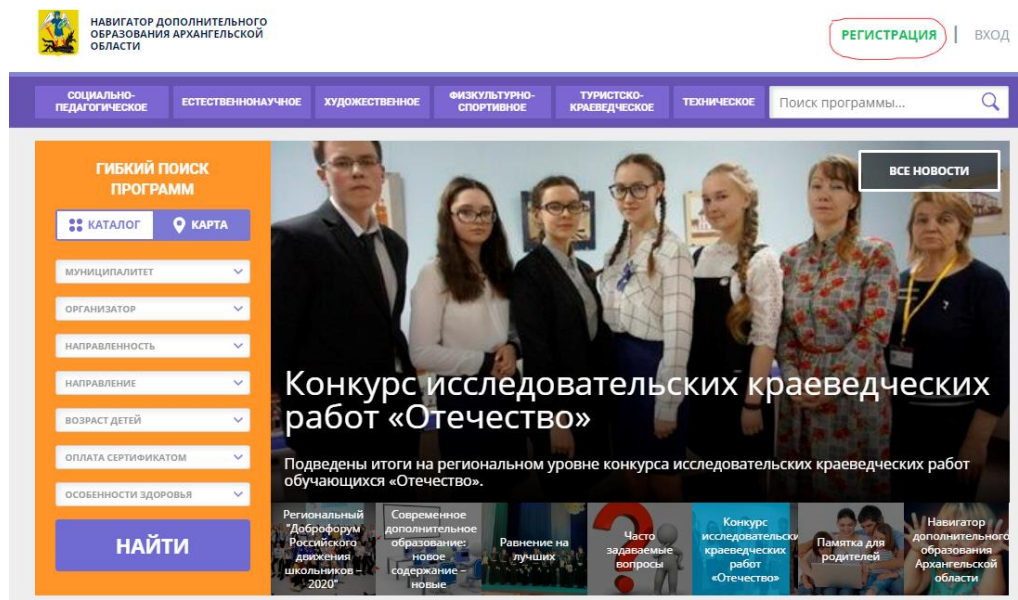 НАВИГАТОР ДОПОЛНИТЕЛЬНОГО
ОБРАЗОВАНИЯ АРХАНГЕЛЬСКОЙ
ОБЛАСТИ
РЕГИСТРАЦИЯ | ВХОД
СОЦИАЛЬНО-
ПЕДАГОГИЧЕСКОЕ
ЕСТЕСТВЕННОНАУЧНОЕ
ХУДОЖЕСТВЕННОЕ
ФИЗКУЛЬТУРНО-
СПОРТИВНОЕ
ТУРИСТСКО-
КРАЕВЕДЧЕСКОЕ
ТЕХНИЧЕСКОЕ
Поиск программы...
ГИБКИЙ ПОИСК
ПРОГРАММ
КАТАЛОГ
КАРТА
МУНИЦИПАЛИТЕТ
ОРГАНИЗАТОР
НАПРАВЛЕННОСТЬ
НАПРАВЛЕНИЕ
ВОЗРАСТ ДЕТЕЙ
ОПЛАТА СЕРТИФИКАТОМ
ОСОБЕННОСТИ ЗДОРОВЬЯ
НАЙТИ
ВСЕ НОВОСТИ
Конкурс исследовательских краеведческих
работ «Отечество»
Подведены итоги на региональном уровне конкурса исследовательских краеведческих работ
обучающихся «Отечество».
Региональный
"Доброфорум
Российского
движения
школьников –
2020"
Современное
дополнительное
образование:
новое
содержание –
новые
Равнение на
лучших
Часто
задаваемые
вопросы
Конкурс
исследовательски
краеведческих
работ
«Отечество»
Памятка для
родителей
Навигатор
дополнительного
образования
Архангельской
области